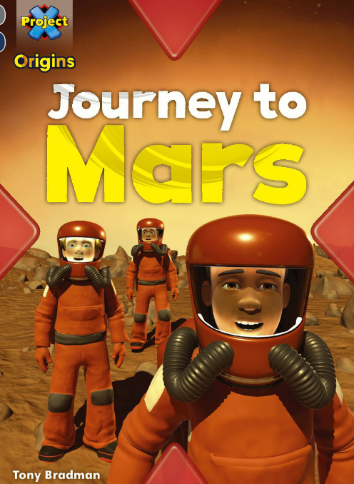 Project
X
Origins
Journey to
Mars
Tony Bradman